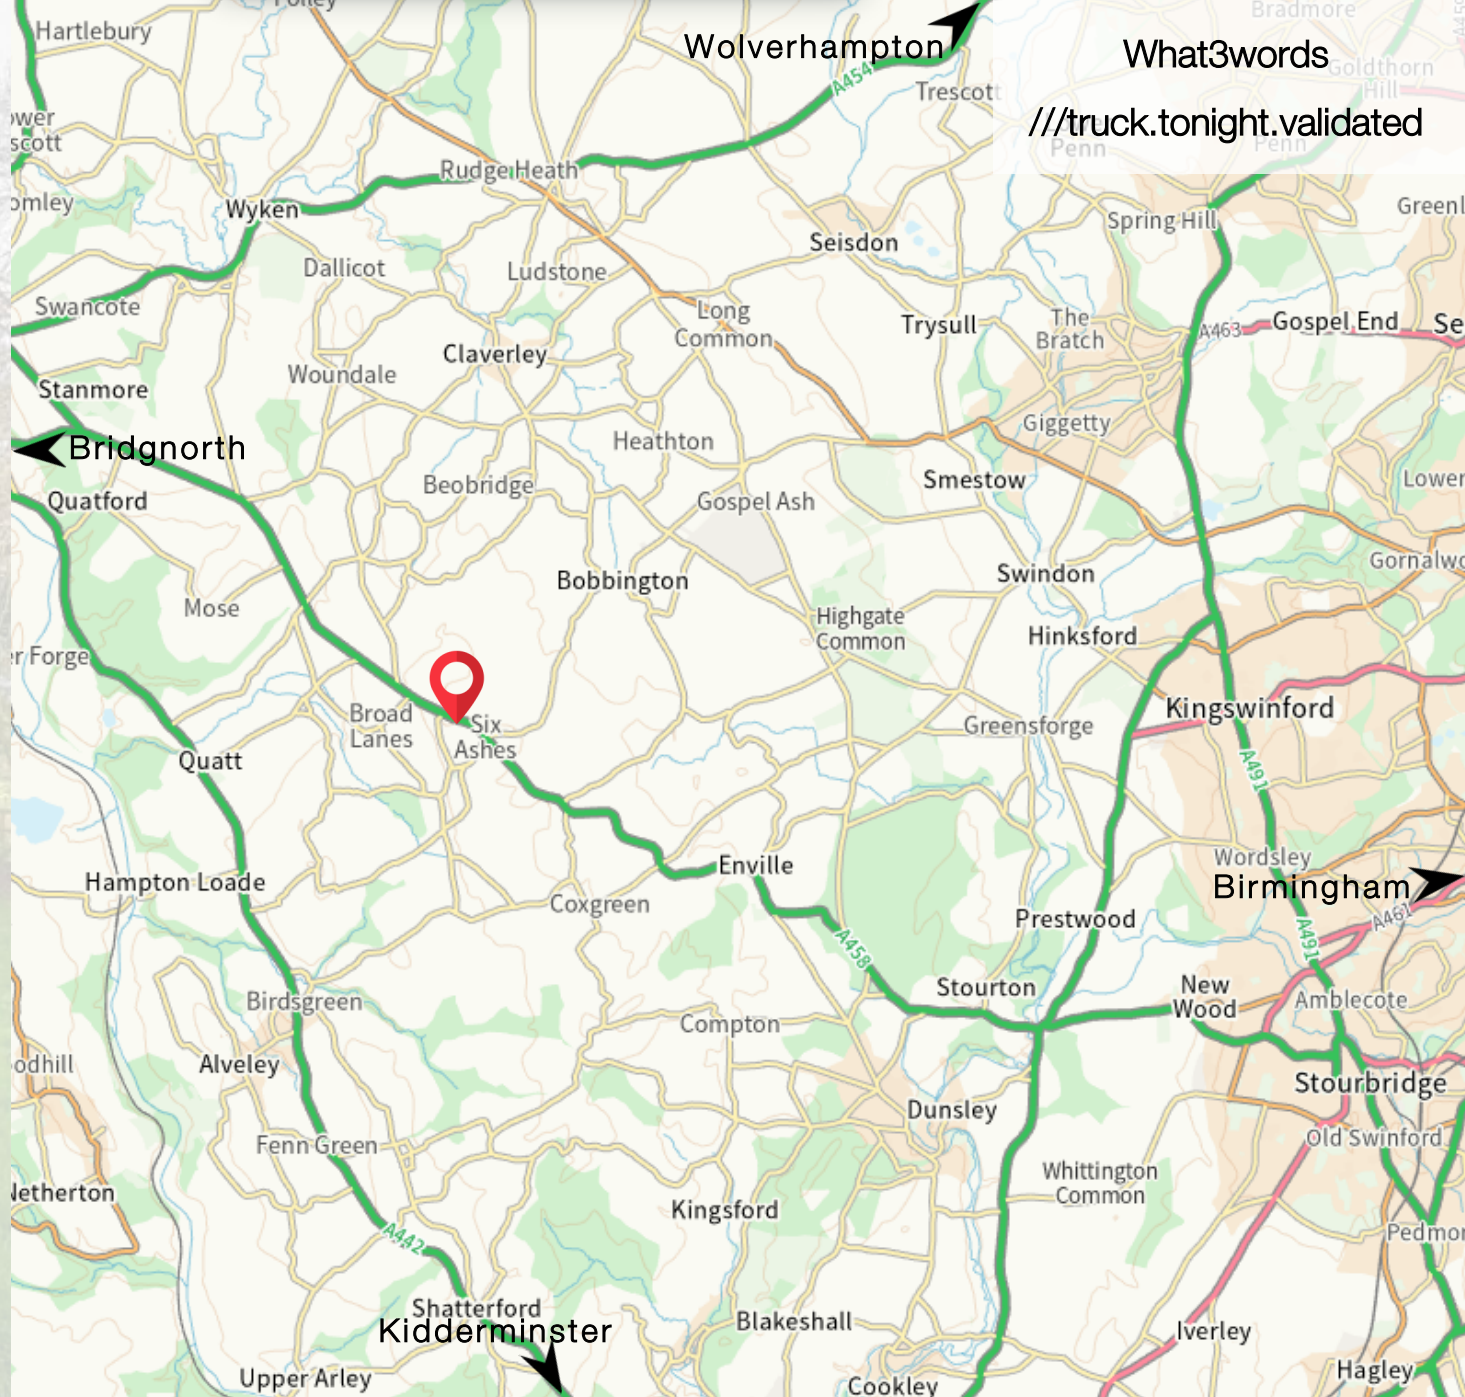 Hartlebury
Wolverhampton
Bradmore
What3words
A454
Goldthorn
Hill
Trescott
///truck.tonight.validated
Penn
Penn
Rudge Heath
Wyken
Spring Hill
Seisdon
Dallicot
Ludstone
Swancote
Long
Common
Trysull
The
Bratch
A463
Gospel End
Claverley
Woundale
Stanmore
Giggetty
Bridgnorth
Heathton
Smestow
Beobridge
Quatford
Gospel Ash
Lower
Bobbington
Swindon
Mose
Highgate
Common
Hinksford
Kingswinford
Broad
Lanes
Six
Ashes
Greensforge
Quatt
A491
Enville
Wordsley
Hampton Loade
Birmingham
Coxgreen
Prestwood
A461
A458
A491
Stourton
New
Wood
Birdsgreen
Amblecote
Compton
Alveley
Stourbridge
Dunsley
Old Swinford
Fenn Green
Whittington
Common
Netherton
Kingsford
A442
Shatterford
Kidderminster
Blakeshall
Iverley
Upper Arley
Cookley
Hagley